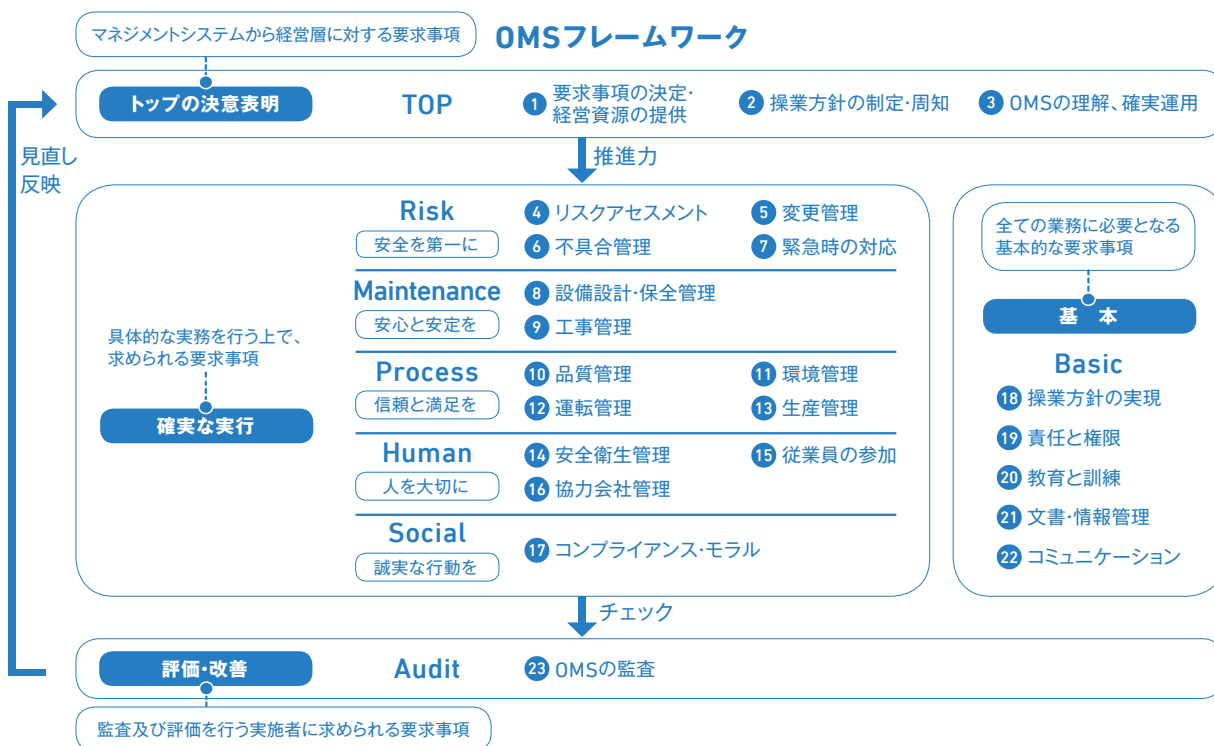 マネジメントシステムから経営層に対する要求事項
OMSフレームワーク
トップの決意表明
TOP
1 要求事項の決定・
経営資源の提供
2 操業方針の制定・周知
3 OMSの理解、確実運用
見直し
反映
推進力
具体的な実務を行う上で、
求められる要求事項
確実な実行
Risk
安全を第一に
4 リスクアセスメント
5 変更管理
6 不具合管理
7 緊急時の対応
Maintenance
安心と安定を
8 設備設計・保全管理
9 工事管理
Process
信頼と満足を
10 品質管理
11 環境管理
12 運転管理
13 生産管理
Human
人を大切に
14 安全衛生管理
15 従業員の参加
16 協力会社管理
Social
誠実な行動を
17 コンプライアンス・モラル
全ての業務に必要となる
基本的な要求事項
基 本
Basic
18 操業方針の実現
19 責任と権限
20 教育と訓練
21 文書・情報管理
22 コミュニケーション
チェック
評価・改善
Audit
23 OMSの監査
監査及び評価を行う実施者に求められる要求事項